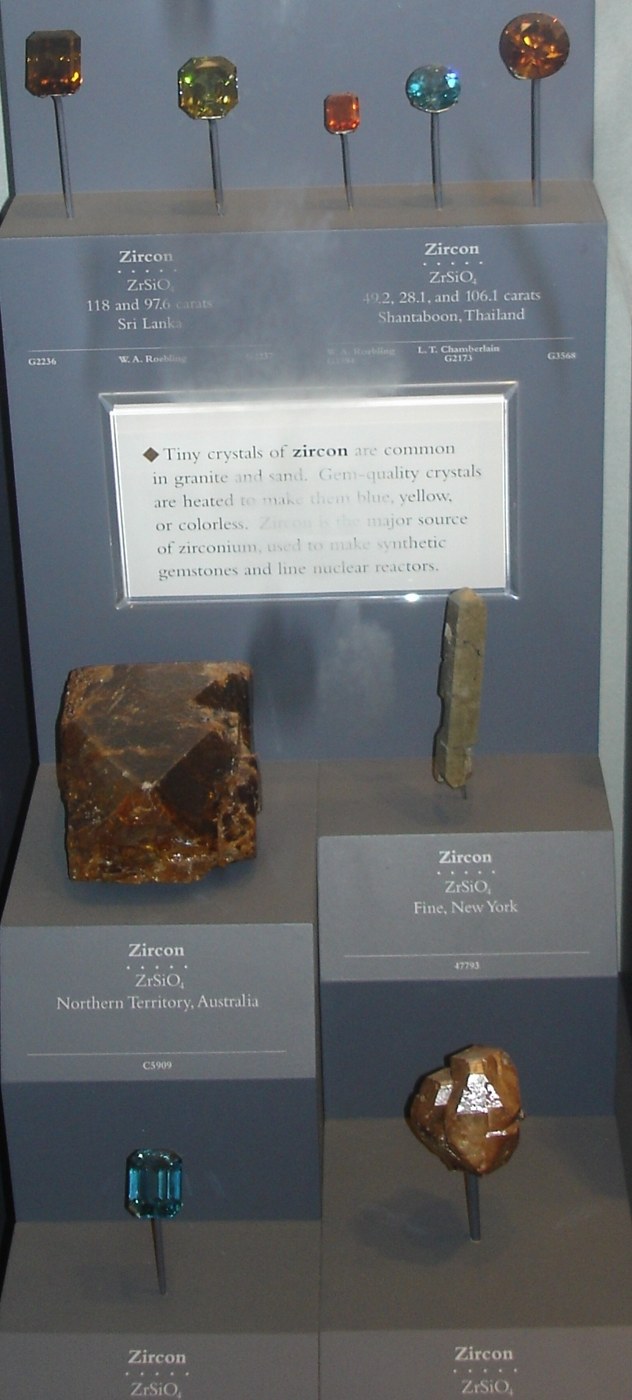 Zircon
ZrSiO₄
118 and 97.6 carats
Sri Lanka
G2236 W. A. Roebling
Zircon
ZrSiO₄
49.2, 28.1, and 106.1 carats
Shantaboon, Thailand
W. A. Roebling L. T. Chamberlain G3568
G2173
◆ Tiny crystals of zircon are common
in granite and sand. Gem-quality crystals
are heated to make them blue, yellow,
or colorless. Zircon is the major source
of zirconium, used to make synthetic
gemstones and line nuclear reactors.
Zircon
ZrSiO₄
Fine, New York
47793
Zircon
ZrSiO₄
Northern Territory, Australia
C5909
Zircon
ZrSiO₄
Zircon
ZrSiO₄